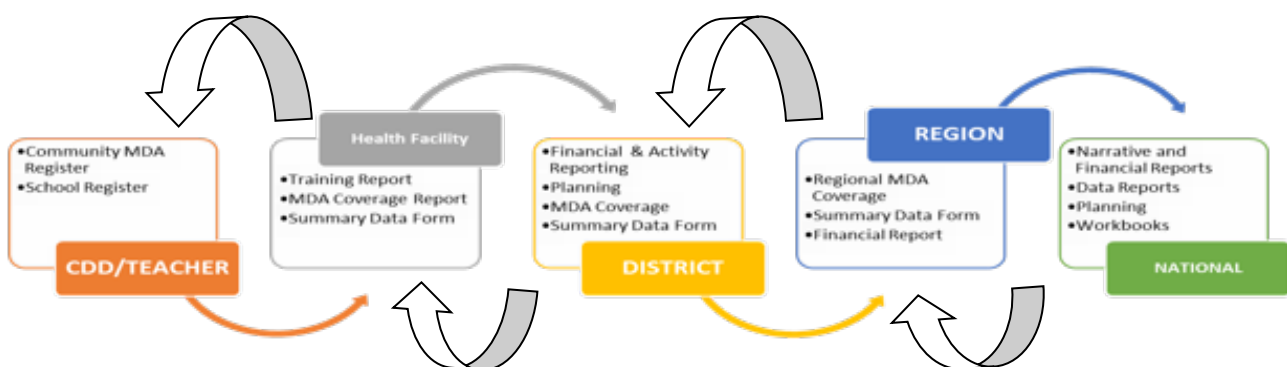 •Community MDA
Register
•School Register
CDD/TEACHER
Health Facility
•Training Report
•MDA Coverage Report
•Summary Data Form
•Financial & Activity
Reporting
•Planning
•MDA Coverage
•Summary Data Form
DISTRICT
REGION
•Regional MDA
Coverage
•Summary Data Form
•Financial Report
•Narrative and
Financial Reports
•Data Reports
•Planning
•Workbooks
NATIONAL